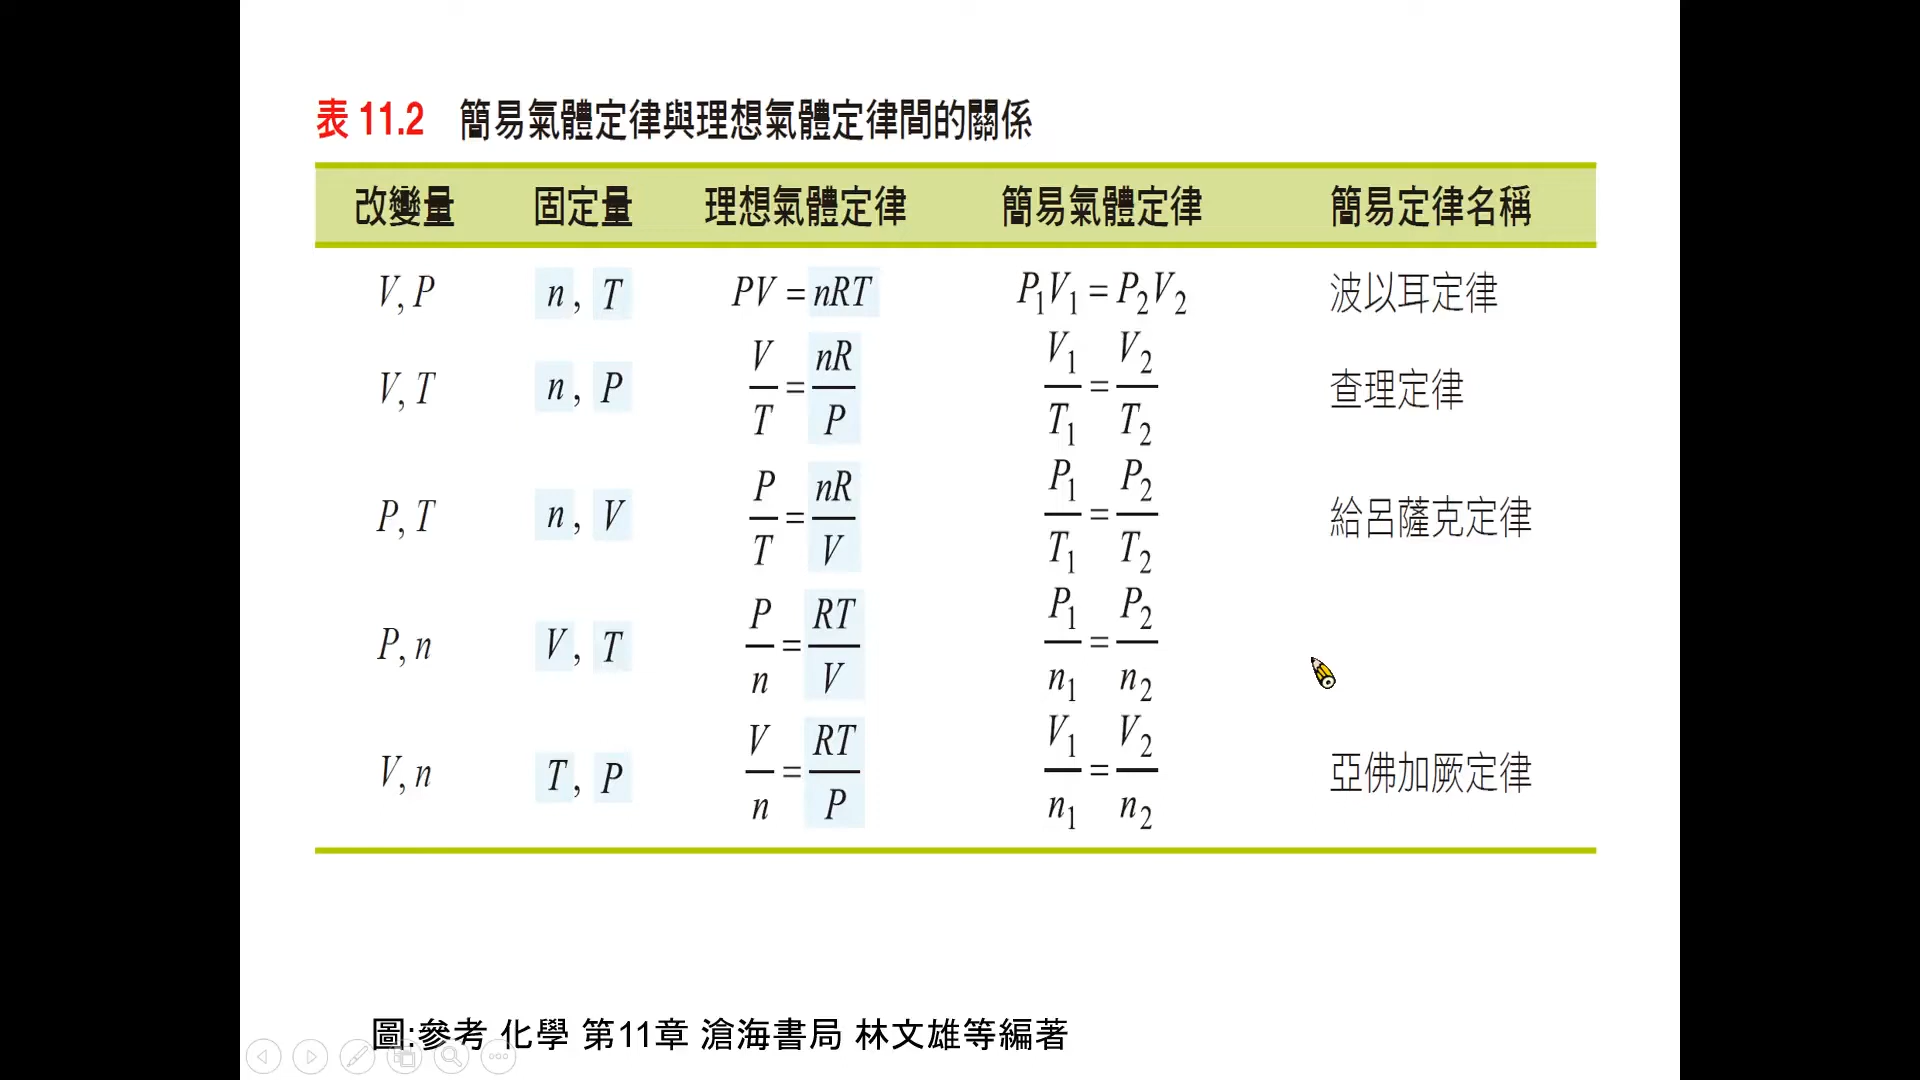 表 11.2 簡易氣體定律與理想氣體定律間的關係
改變量 固定量 理想氣體定律 簡易氣體定律 簡易定律名稱
V, P n, T PV = nRT P₁V₁ = P₂V₂ 波以耳定律
V, T n, P V/T = nR/P V₁/T₁ = V₂/T₂ 查理定律
P, T n, V P/T = nR/V P₁/T₁ = P₂/T₂ 給呂薩克定律
P, n V, T P/n = RT/V P₁/n₁ = P₂/n₂
V, n T, P V/n = RT/P V₁/n₁ = V₂/n₂ 亞佛加厥定律
圖:參考 化學 第11章 滄海書局 林文雄等編著